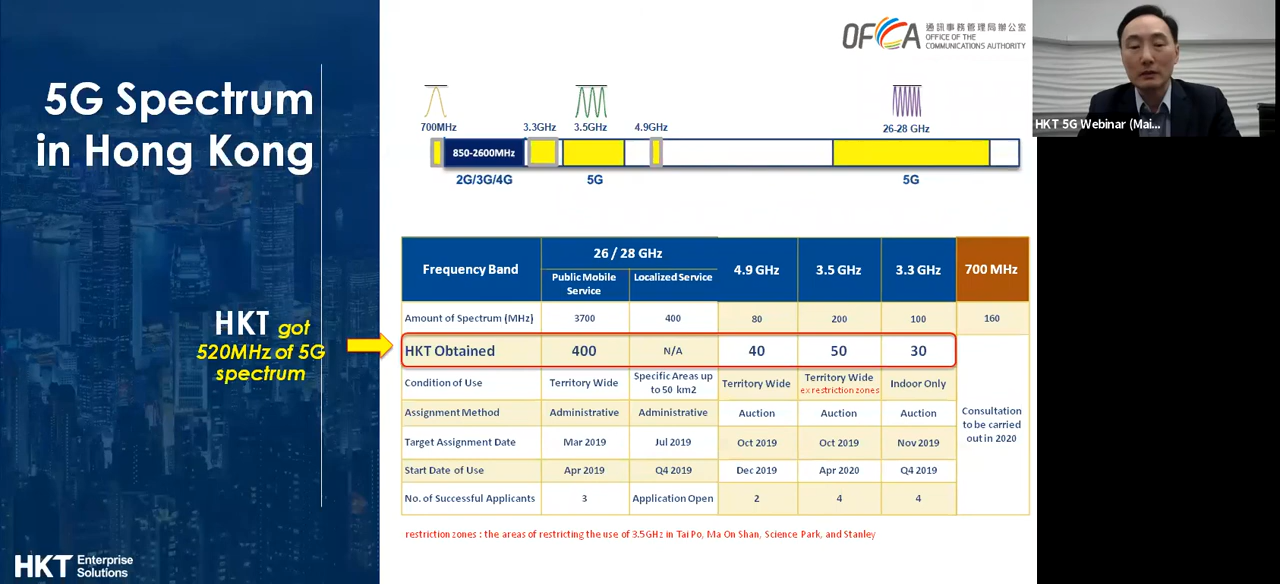 5G Spectrum
in Hong Kong
HKT got
520MHz of 5G
spectrum
HKT Enterprise
Solutions
OFCA
通訊事務管理局辦公室
OFFICE OF THE
COMMUNICATIONS AUTHORITY
HKT 5G Webinar (Mai...
700MHz 3.3GHz 3.5GHz 4.9GHz 26-28 GHz
850-2600MHz
2G/3G/4G 5G 5G
Frequency Band 26 / 28 GHz 4.9 GHz 3.5 GHz 3.3 GHz 700 MHz
Public Mobile Localized Service
Service
Amount of Spectrum (MHz) 3700 400 80 200 100 160
HKT Obtained 400 N/A 40 50 30
Condition of Use Territory Wide Specific Areas up Territory Wide Territory Wide Indoor Only
to 50 km2 ex restriction zones
Assignment Method Administrative Administrative Auction Auction Auction Consultation
to be carried
out in 2020
Target Assignment Date Mar 2019 Jul 2019 Oct 2019 Oct 2019 Nov 2019
Start Date of Use Apr 2019 Q4 2019 Dec 2019 Apr 2020 Q4 2019
No. of Successful Applicants 3 Application Open 2 4 4
restriction zones : the areas of restricting the use of 3.5GHz in Tai Po, Ma On Shan, Science Park, and Stanley